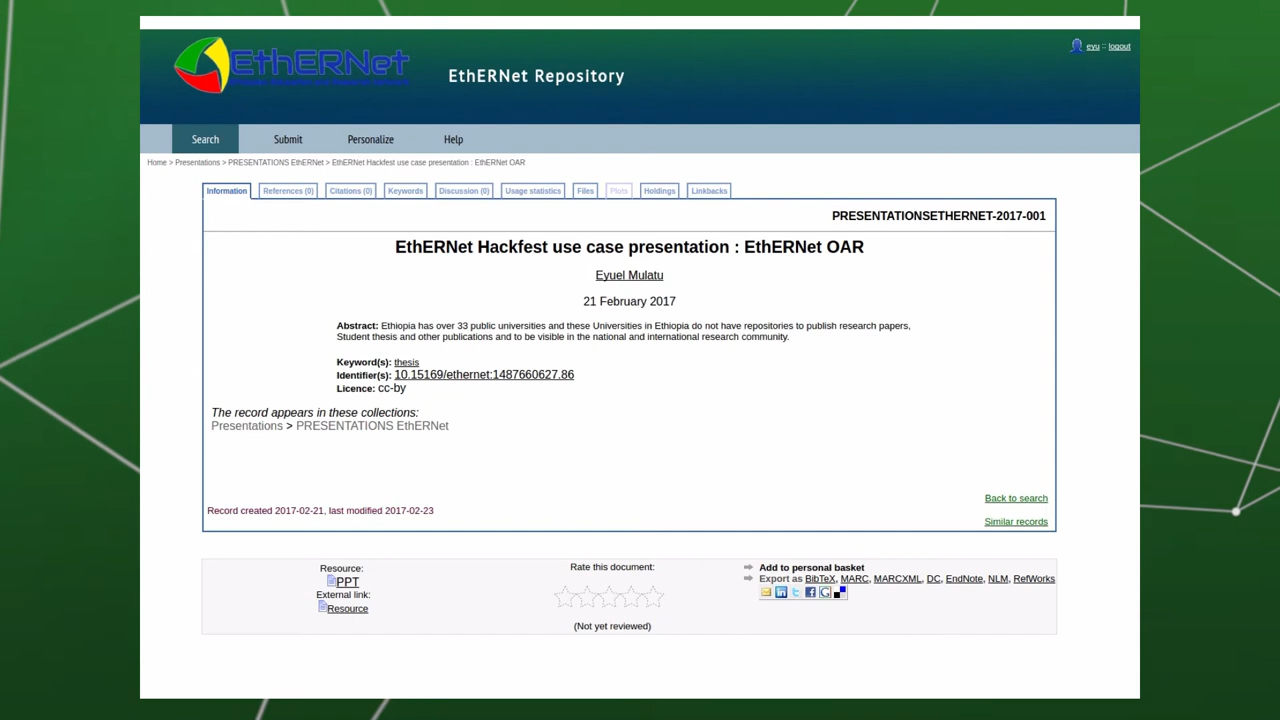 EthERNet
EthERNet Repository
eyu :: logout
Search Submit Personalize Help
Home > Presentations > PRESENTATIONS EthERNet > EthERNet Hackfest use case presentation : EthERNet OAR
Information References (0) Citations (0) Keywords Discussion (0) Usage statistics Files Plots Holdings Linkbacks
PRESENTATIONSETHERNET-2017-001
EthERNet Hackfest use case presentation : EthERNet OAR
Eyuel Mulatu
21 February 2017
Abstract: Ethiopia has over 33 public universities and these Universities in Ethiopia do not have repositories to publish research papers,
Student thesis and other publications and to be visible in the national and international research community.
Keyword(s): thesis
Identifier(s): 10.15169/ethernet:1487660627.86
Licence: cc-by
The record appears in these collections:
Presentations > PRESENTATIONS EthERNet
Back to search
Record created 2017-02-21, last modified 2017-02-23
Similar records
Resource:
PPT
External link:
Resource
Rate this document:
(Not yet reviewed)
Add to personal basket
Export as BibTeX, MARC, MARCXML, DC, EndNote, NLM, RefWorks